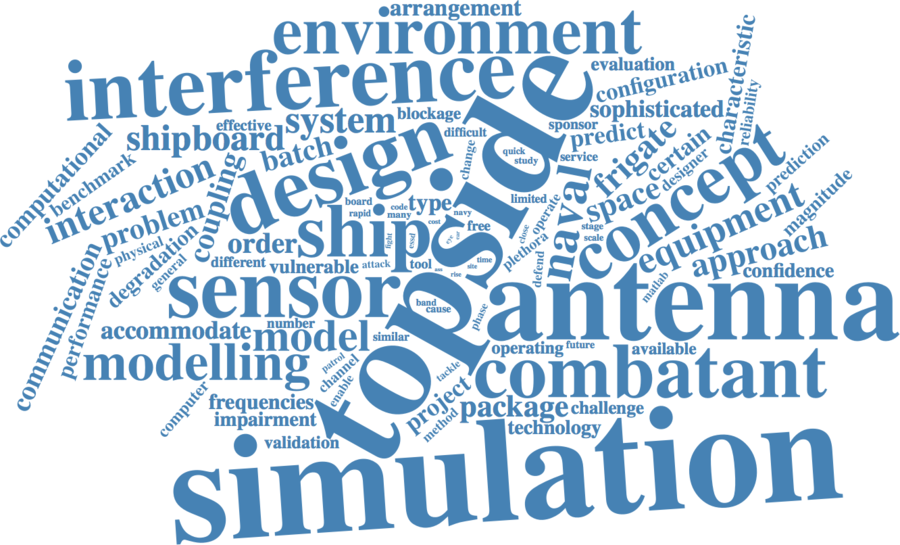 arrangement
environment
interference
evaluation
configuration
characteristic
reliability
sophisticated
sponsor
predict
frigate
certain
designer
space
concept
prediction
magnitude
equipment
approach
confidence
matlab
computational
benchmark
interaction
shipboard
effective
system
blockage
difficult
batch
design
topside
change
quick
study
service
naval
limited
operate
close
plethora
defend
stage
scale
coupling
problem
physical
degradation
general
communication
performance
order
different
vulnerable
attack
ship
board
rapid
code
many
type
cost
navy
free
fight
tool
time
site
rise
sensor
antenna
band
cause
phase
accommodate
number
model
similar
modelling
operating
future
available
combatant
computer
patrol
channel
enable
frequencies
impairment
validation
tackle
project
method
package
challenge
technology
simulation